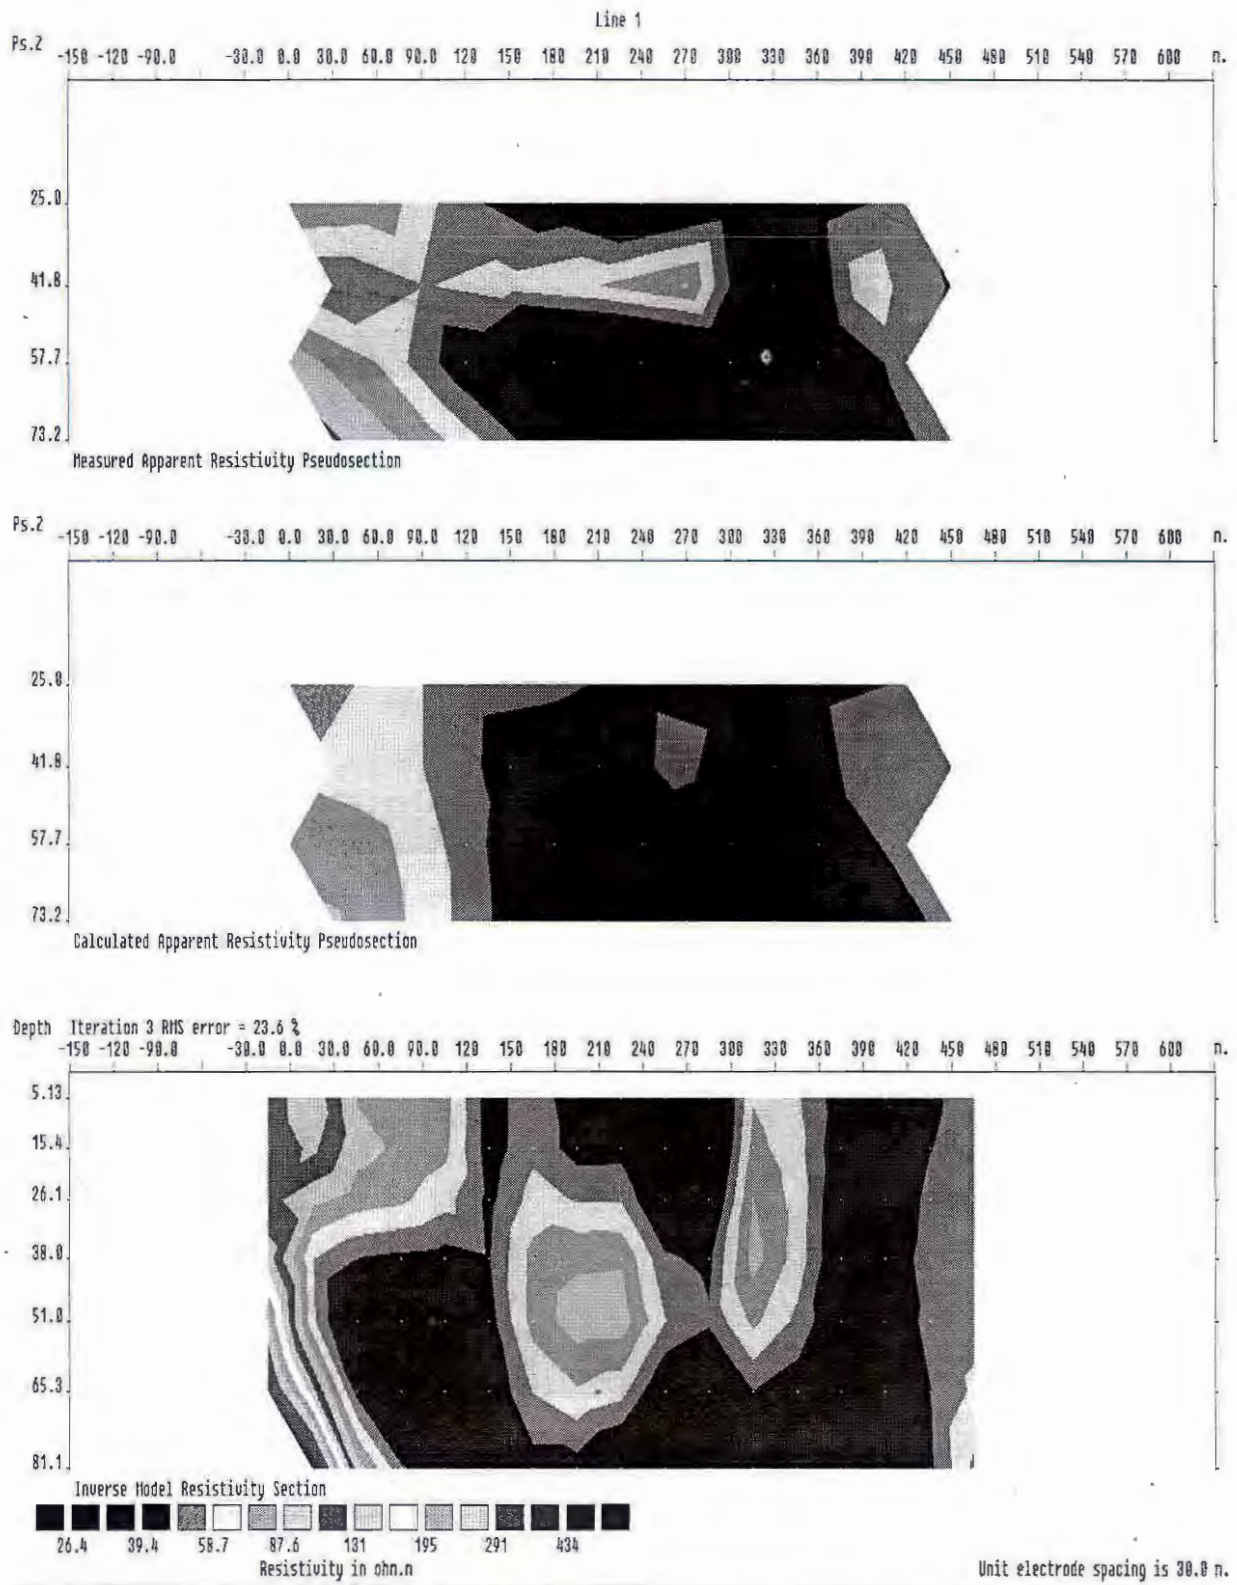 Line 1
Ps.Z -150 -120 -90.0 -30.0 0.0 30.0 60.0 90.0 120 150 180 210 240 270 300 330 360 390 420 450 480 510 540 570 600 m.
25.0
41.8
57.7
73.2
Measured Apparent Resistivity Pseudosection
Ps.Z -150 -120 -90.0 -30.0 0.0 30.0 60.0 90.0 120 150 180 210 240 270 300 330 360 390 420 450 480 510 540 570 600 m.
25.0
41.8
57.7
73.2
Calculated Apparent Resistivity Pseudosection
Depth Iteration 3 RMS error = 23.6 %
-150 -120 -90.0 -30.0 0.0 30.0 60.0 90.0 120 150 180 210 240 270 300 330 360 390 420 450 480 510 540 570 600 m.
5.13
15.4
26.1
38.0
51.0
65.3
81.1
Inverse Model Resistivity Section
26.4 39.4 58.7 87.6 131 195 291 434
Resistivity in ohm.m
Unit electrode spacing is 30.0 m.